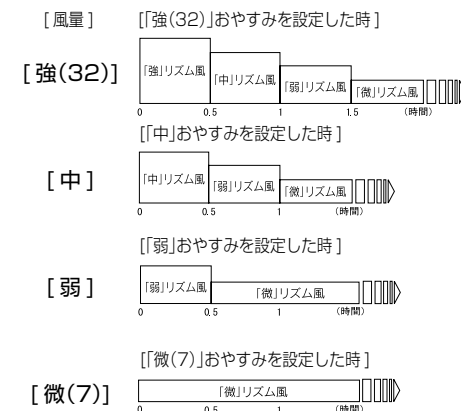 [風量] [「強(32)」おやすみを設定した時]
[強(32)]
「強」リズム風 「中」リズム風 「弱」リズム風 「微」リズム風
0 0.5 1 1.5 (時間)
[「中」おやすみを設定した時]
[中]
「中」リズム風 「弱」リズム風 「微」リズム風
0 0.5 1 (時間)
[「弱」おやすみを設定した時]
[弱]
「弱」リズム風 「微」リズム風
0 0.5 1 (時間)
[「微(7)」おやすみを設定した時]
[微(7)]
「微」リズム風
0 0.5 1 (時間)